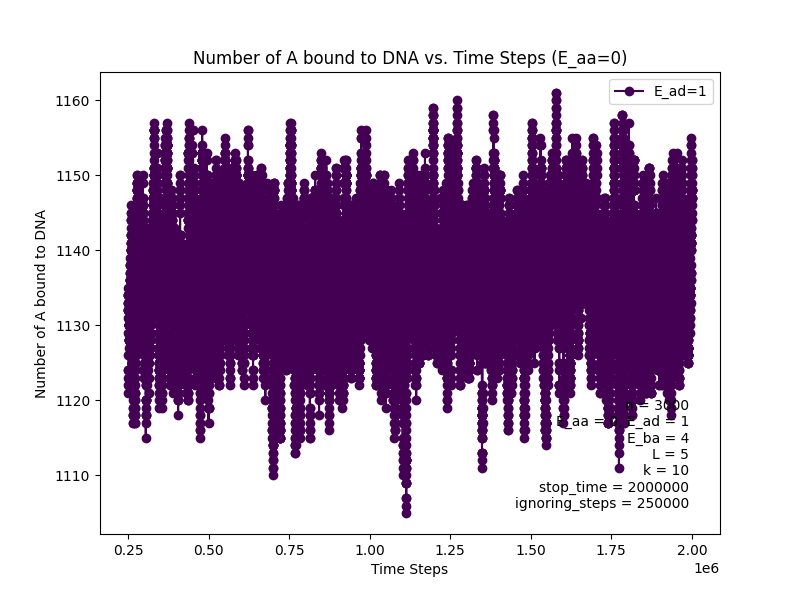 Number of A bound to DNA vs. Time Steps (E_aa=0)
E_ad=1
Number of A bound to DNA
1160
1150
1140
1130
1120
1110
= 3000
E_aa = E_ad = 1
E_ba = 4
L = 5
k = 10
stop_time = 2000000
ignoring_steps = 250000
0.25
0.50
0.75
1.00
1.25
1.50
1.75
2.00
1e6
Time Steps